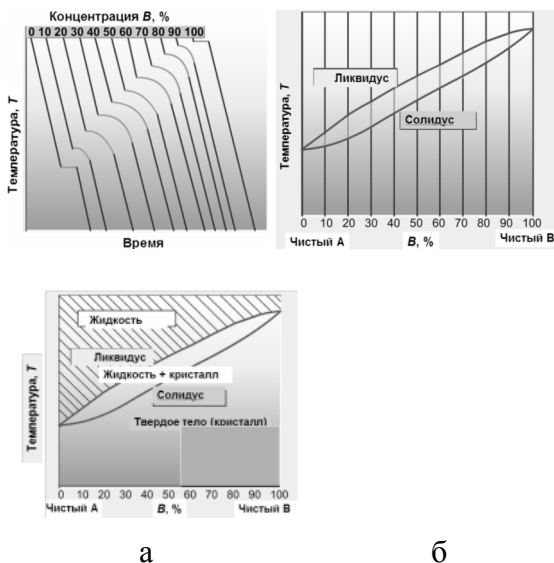 Концентрация B, %
0 10 20 30 40 50 60 70 80 90 100
Температура, T
Время
Температура, T
Ликвидус
Солидус
0 10 20 30 40 50 60 70 80 90 100
Чистый A B, % Чистый B
Температура, T
Жидкость
Ликвидус
Жидкость + кристалл
Солидус
Твердое тело (кристалл)
0 10 20 30 40 50 60 70 80 90 100
Чистый A B, % Чистый B
а б